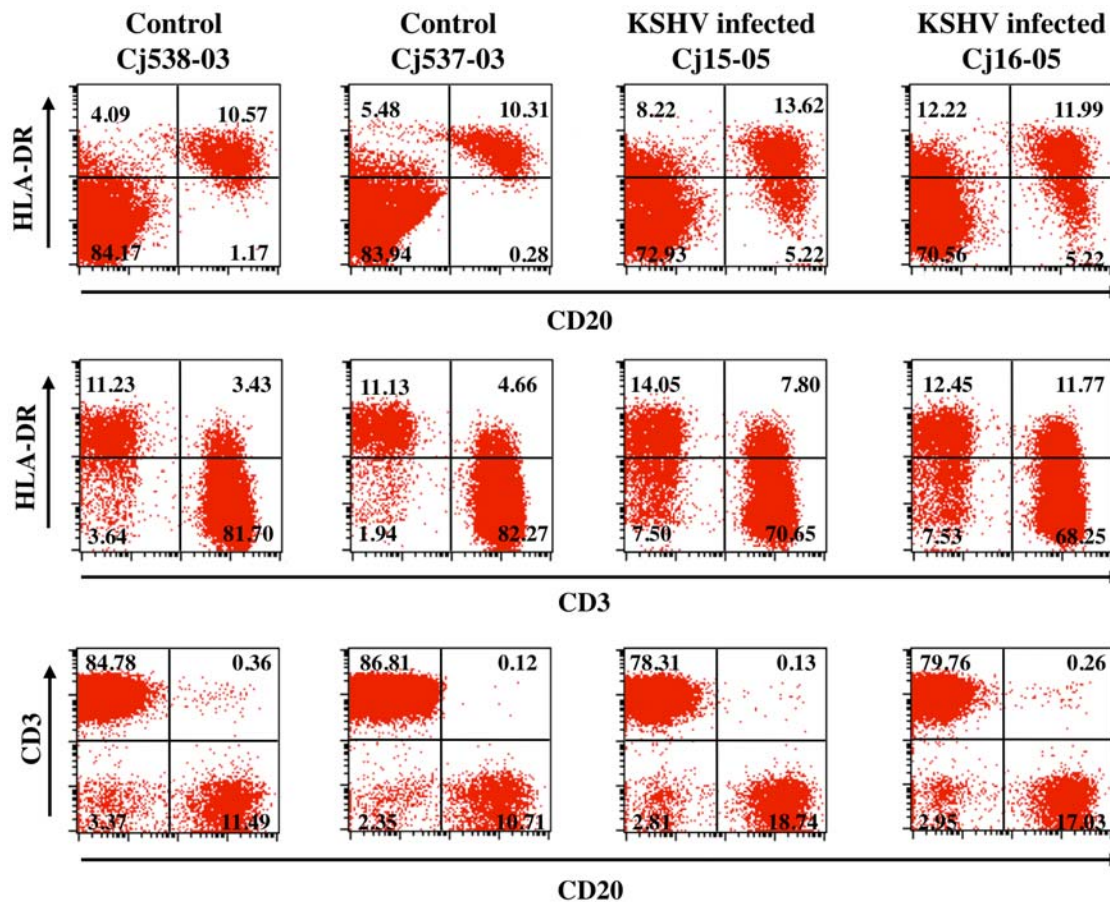 Control Control KSHV infected KSHV infected
Cj538-03 Cj537-03 Cj15-05 Cj16-05
4.09 10.57 5.48 10.31 8.22 13.62 12.22 11.99
HLA-DR
84.17 1.17 83.94 0.28 72.93 5.22 70.56 5.22
CD20
11.23 3.43 11.13 4.66 14.05 7.80 12.45 11.77
HLA-DR
3.64 81.70 1.94 82.27 7.50 70.65 7.53 68.25
CD3
84.78 0.36 86.81 0.12 78.31 0.13 79.76 0.26
CD3
3.37 11.49 2.35 10.71 2.81 18.74 2.95 17.03
CD20